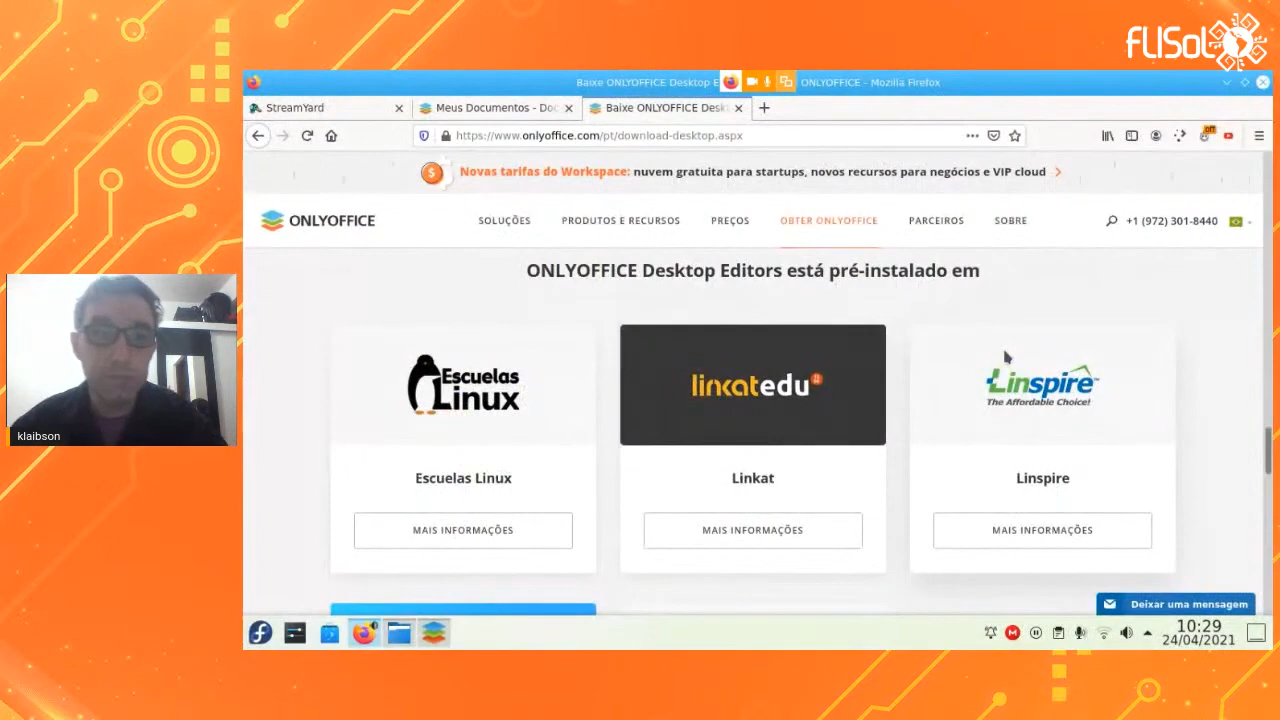 FLISoL
Baixe ONLYOFFICE Desktop E
ONLYOFFICE - Mozilla Firefox
StreamYard
Meus Documentos - Doc
Baixe ONLYOFFICE Deskt
https://www.onlyoffice.com/pt/download-desktop.aspx
off
Novas tarifas do Workspace: nuvem gratuita para startups, novos recursos para negócios e VIP cloud
ONLYOFFICE
SOLUÇÕES
PRODUTOS E RECURSOS
PREÇOS
OBTER ONLYOFFICE
PARCEIROS
SOBRE
+1 (972) 301-8440
ONLYOFFICE Desktop Editors está pré-instalado em
Escuelas
Linux
linkatedu
Linspire
The Affordable Choice!
klaibson
Escuelas Linux
Linkat
Linspire
MAIS INFORMAÇÕES
MAIS INFORMAÇÕES
MAIS INFORMAÇÕES
Deixar uma mensagem
10:29
24/04/2021